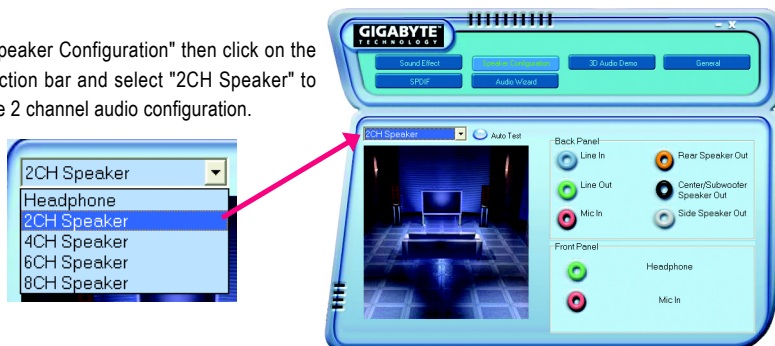 peaker Configuration" then click on the
ction bar and select "2CH Speaker" to
e 2 channel audio configuration.
2CH Speaker
Headphone
2CH Speaker
4CH Speaker
6CH Speaker
8CH Speaker
GIGABYTE™
TECHNOLOGY
- X
Sound Effect
Speaker Configuration
3D Audio Demo
General
SPDIF
Audio Wizard
2CH Speaker
Auto Test
Back Panel
Line In
Rear Speaker Out
Line Out
Center/Subwoofer
Speaker Out
Mic In
Side Speaker Out
Front Panel
Headphone
Mic In